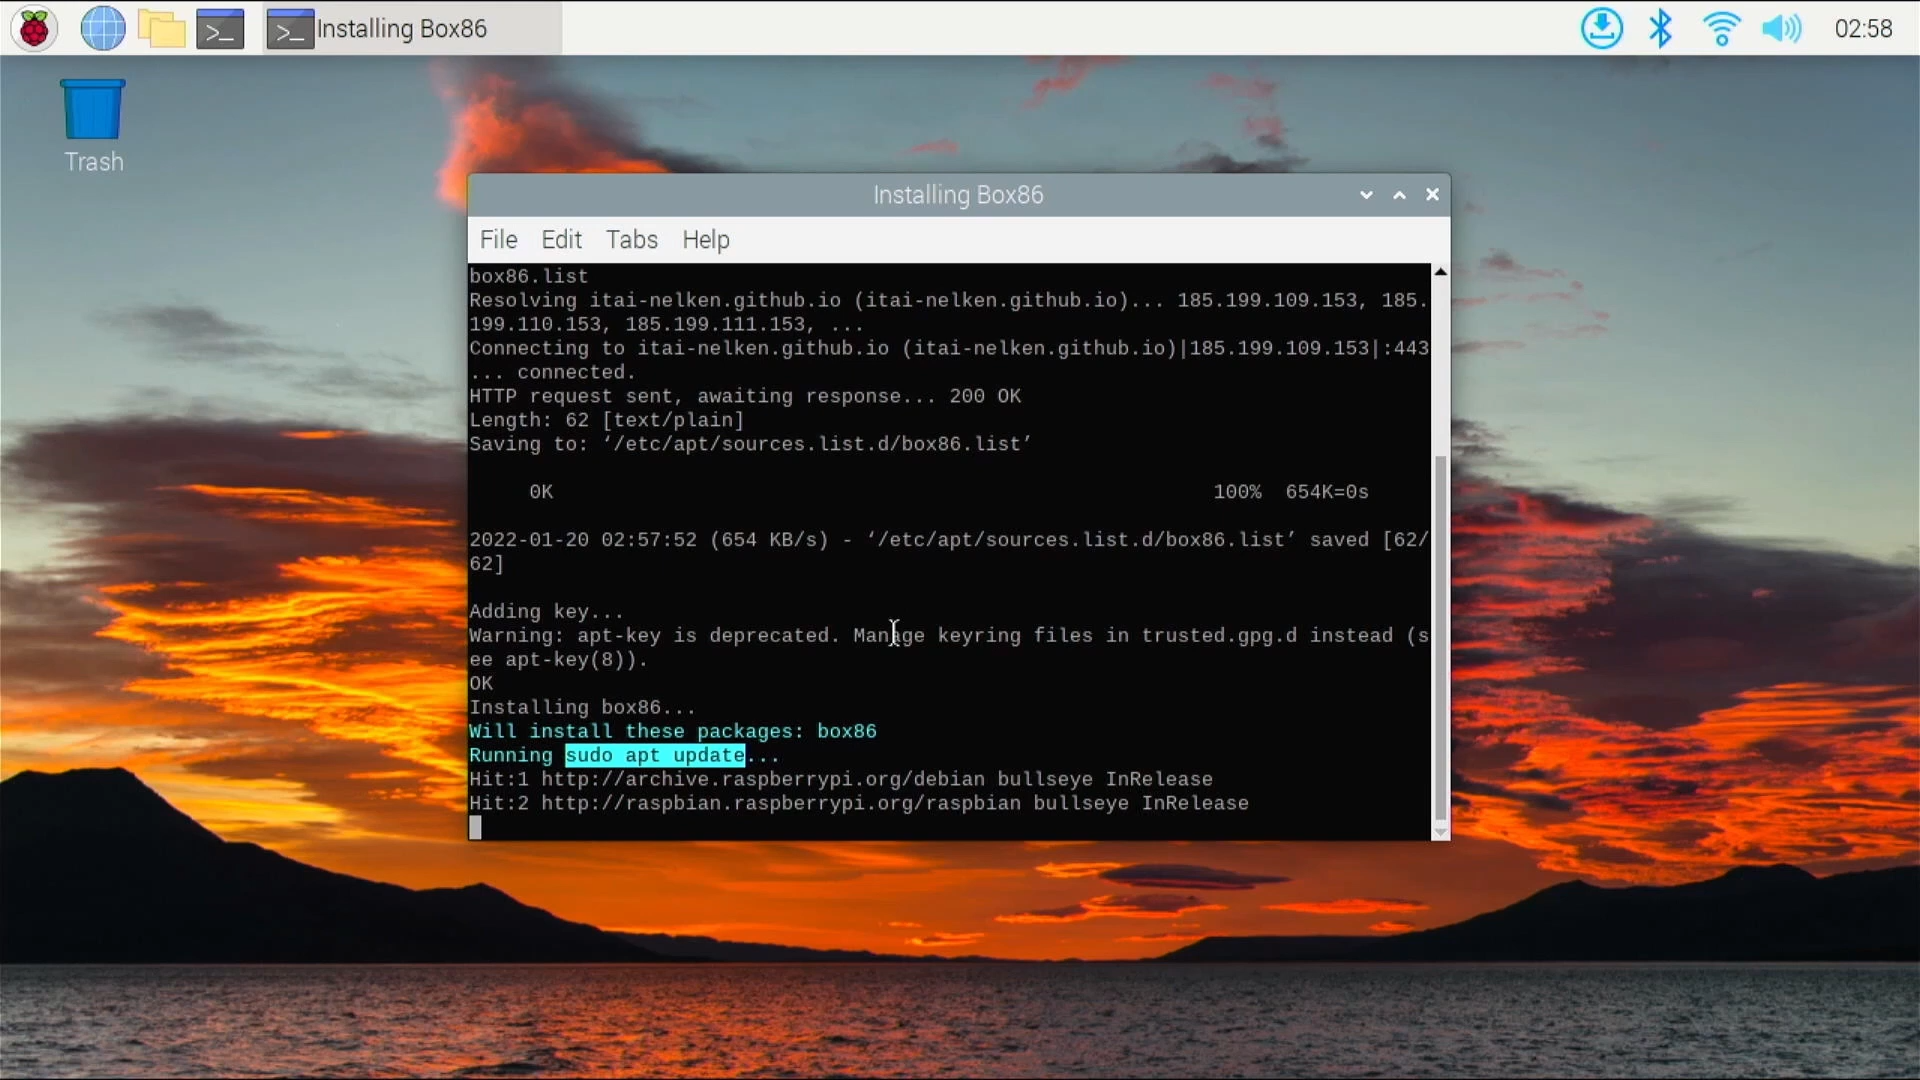 Installing Box86
02:58
Trash
Installing Box86
File Edit Tabs Help
box86.list
Resolving itai-nelken.github.io (itai-nelken.github.io)... 185.199.109.153, 185.
199.110.153, 185.199.111.153, ...
Connecting to itai-nelken.github.io (itai-nelken.github.io)|185.199.109.153|:443
... connected.
HTTP request sent, awaiting response... 200 OK
Length: 62 [text/plain]
Saving to: ‘/etc/apt/sources.list.d/box86.list’
0K 100% 654K=0s
2022-01-20 02:57:52 (654 KB/s) - ‘/etc/apt/sources.list.d/box86.list’ saved [62/
62]
Adding key...
Warning: apt-key is deprecated. Manage keyring files in trusted.gpg.d instead (s
ee apt-key(8)).
OK
Installing box86...
Will install these packages: box86
Running sudo apt update...
Hit:1 http://archive.raspberrypi.org/debian bullseye InRelease
Hit:2 http://raspbian.raspberrypi.org/raspbian bullseye InRelease